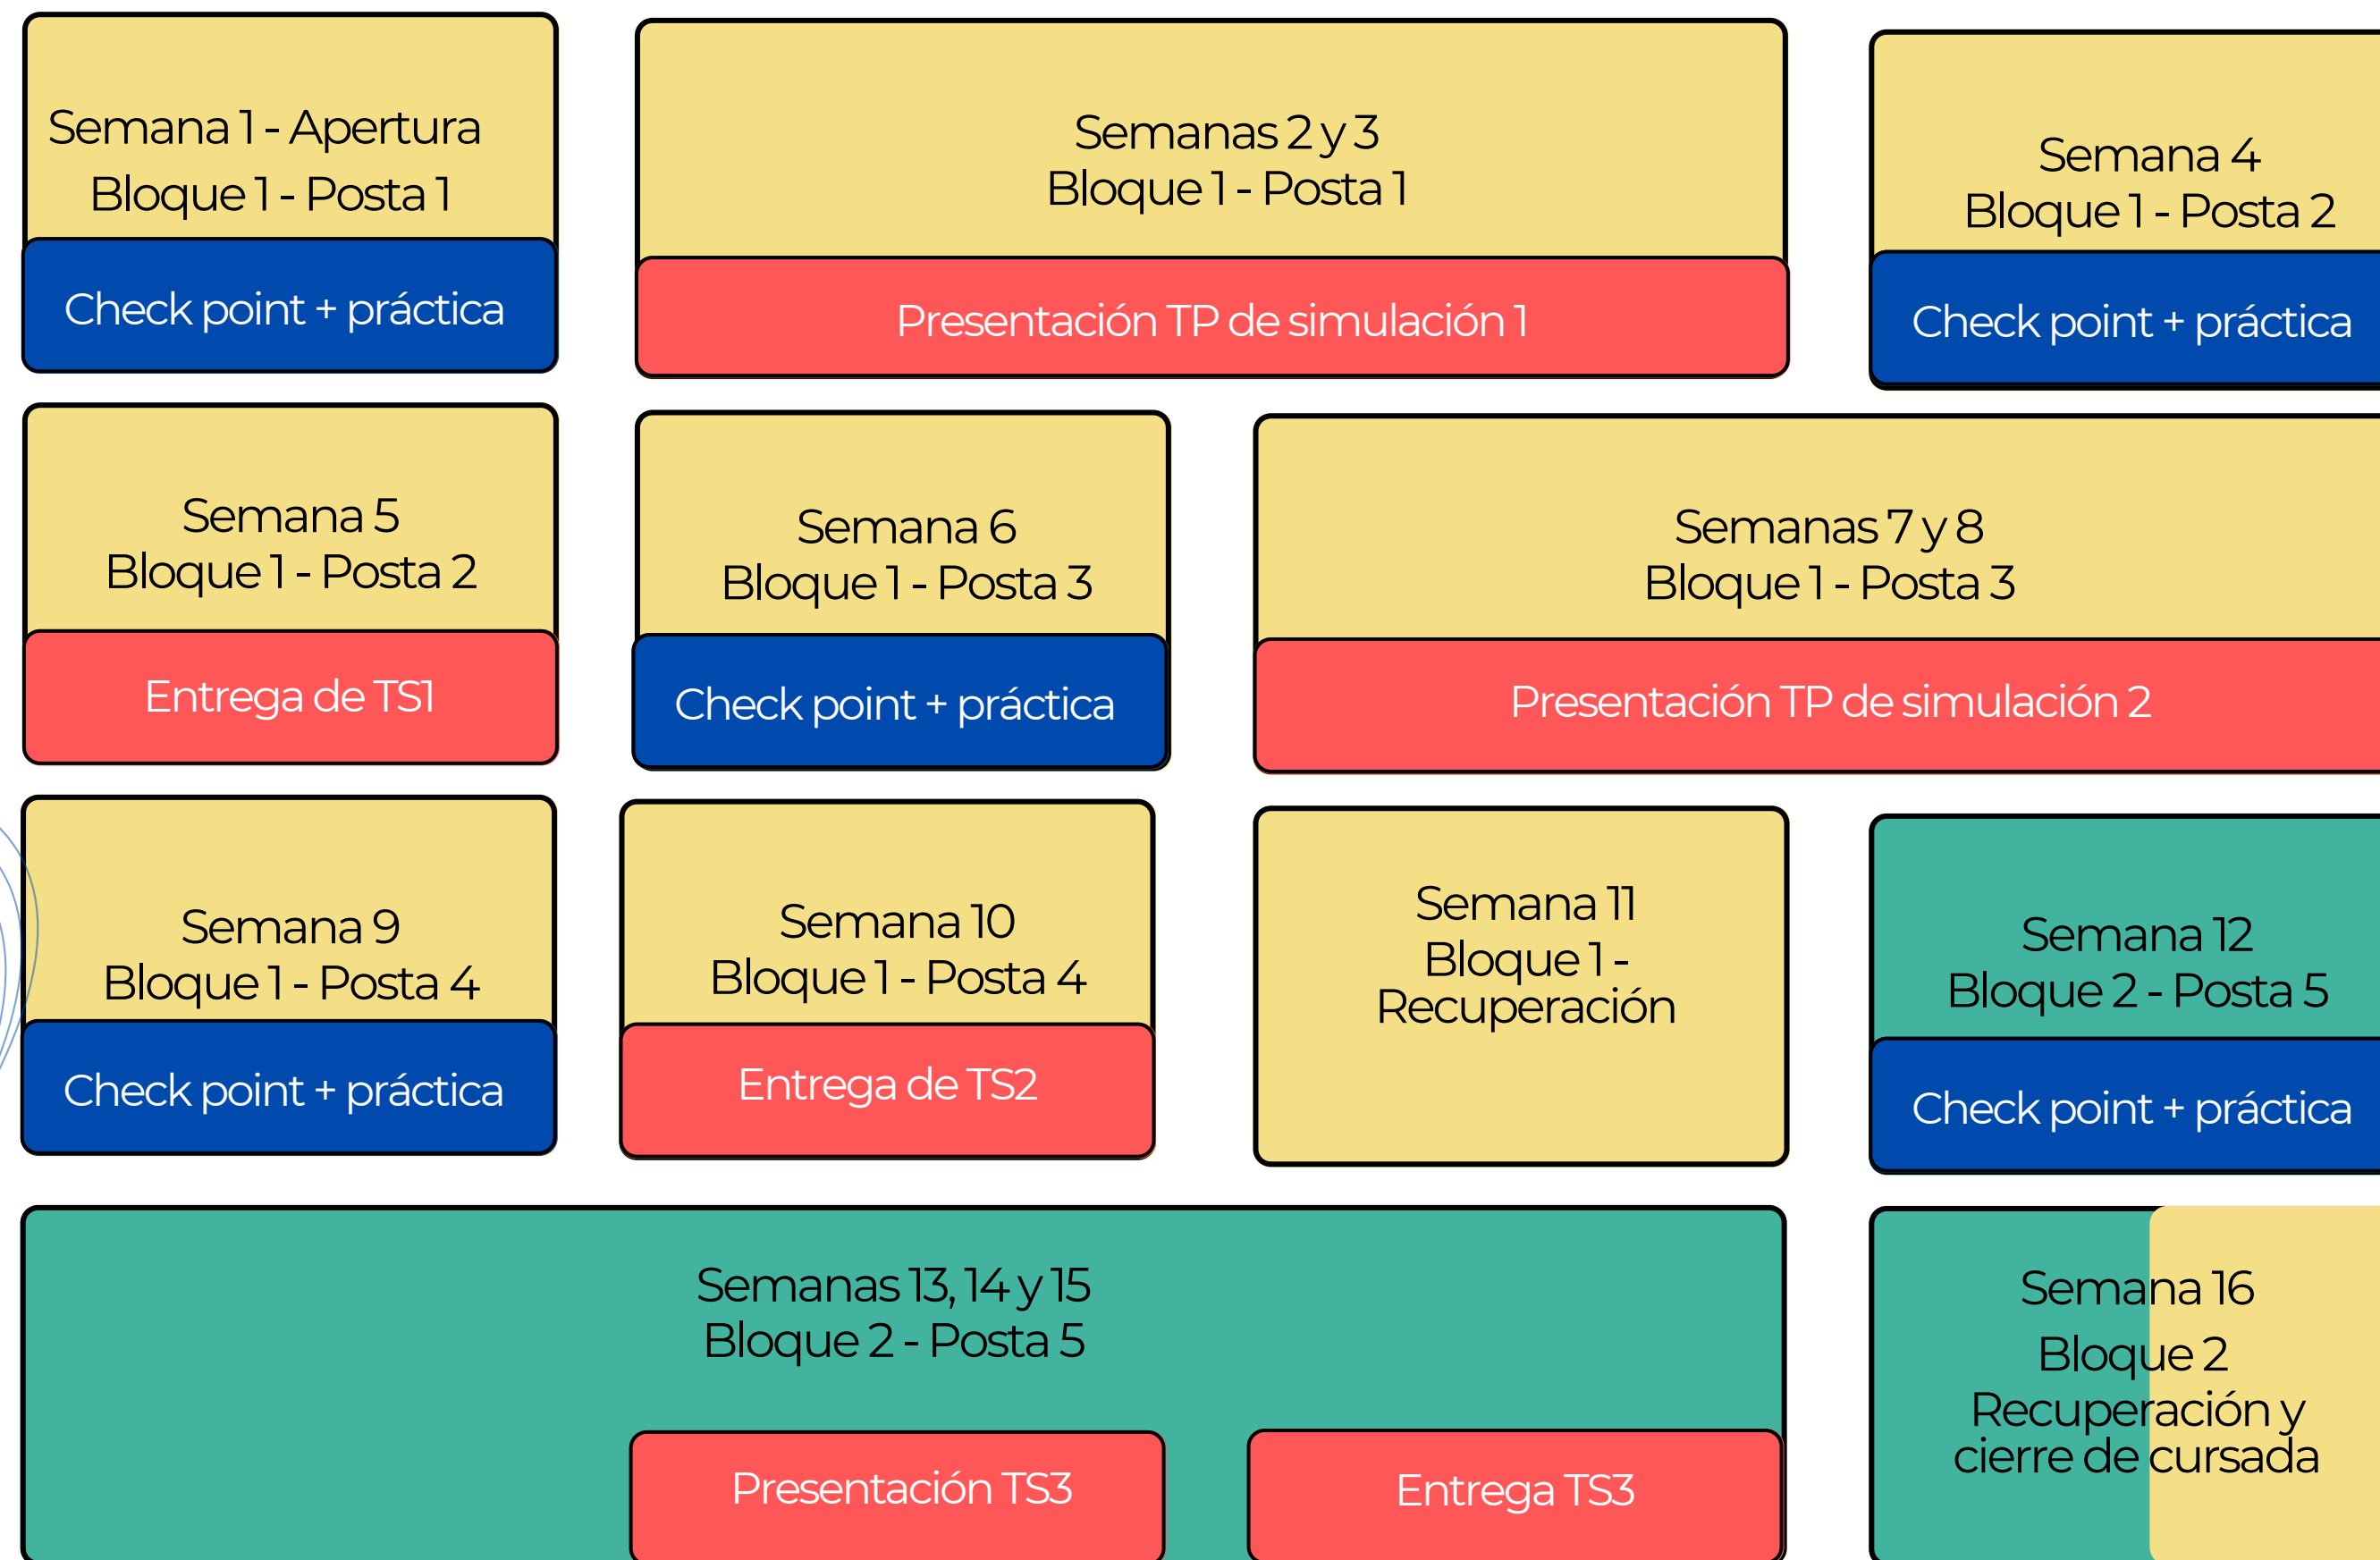 Semana 1 - Apertura
Bloque 1 - Posta 1
Check point + práctica
Semanas 2 y 3
Bloque 1 - Posta 1
Presentación TP de simulación 1
Semana 4
Bloque 1 - Posta 2
Check point + práctica
Semana 5
Bloque 1 - Posta 2
Entrega de TS1
Semana 6
Bloque 1 - Posta 3
Check point + práctica
Semanas 7 y 8
Bloque 1 - Posta 3
Presentación TP de simulación 2
Semana 9
Bloque 1 - Posta 4
Check point + práctica
Semana 10
Bloque 1 - Posta 4
Entrega de TS2
Semana 11
Bloque 1 -
Recuperación
Semana 12
Bloque 2 - Posta 5
Check point + práctica
Semanas 13, 14 y 15
Bloque 2 - Posta 5
Presentación TS3
Entrega TS3
Semana 16
Bloque 2
Recuperación y
cierre de cursada